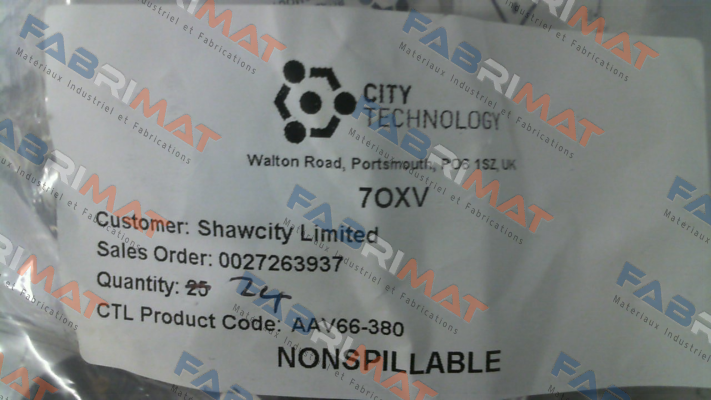 CITY
TECHNOLOGY
Walton Road, Portsmouth, PO6 1SZ, UK
7OXV
Customer: Shawcity Limited
Sales Order: 0027263937
Quantity: 25 24
CTL Product Code: AAV66-380
NONSPILLABLE
FABRIMAT
Materiaux Industriel et Fabrications